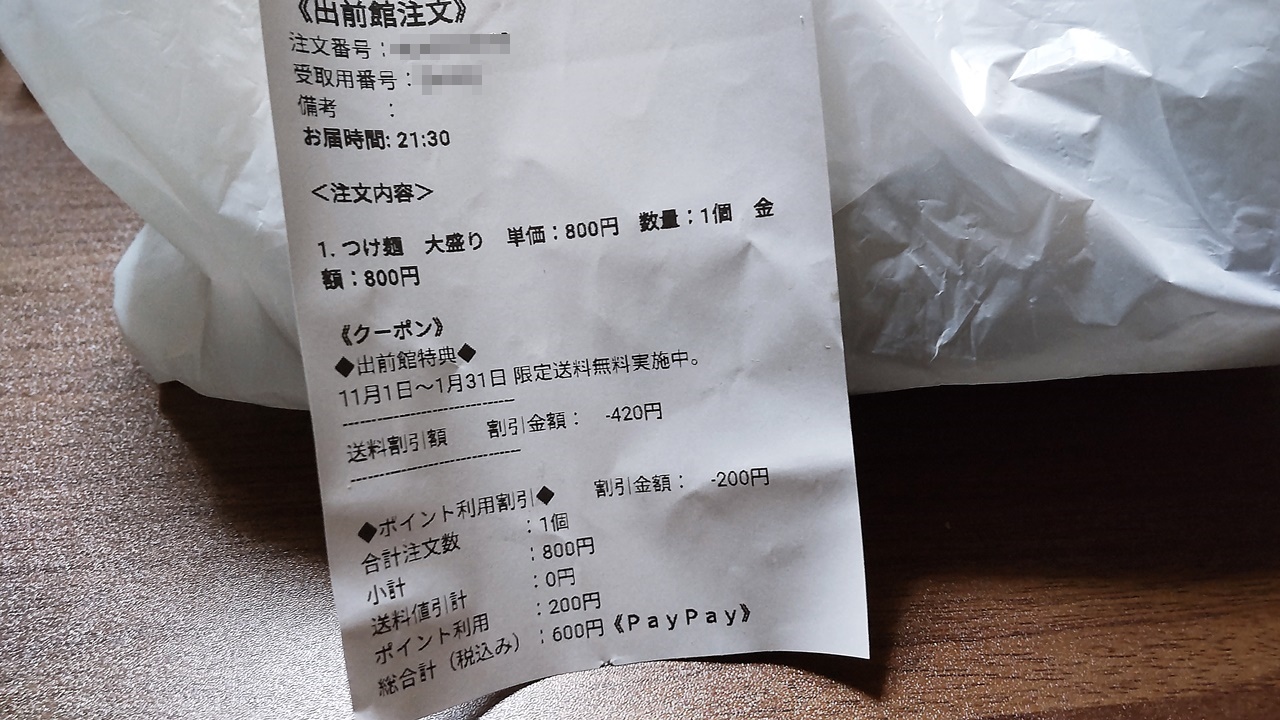 《出前館注文》
注文番号：
受取用番号：
備考　　：
お届時間: 21:30
＜注文内容＞
1. つけ麺　大盛り　単価：800円　数量：1個　金
額：800円
《クーポン》
◆出前館特典◆
11月1日～1月31日 限定送料無料実施中。
--------------------------------
送料割引額　　割引金額：　-420円
--------------------------------
◆ポイント利用割引◆　　割引金額：　-200円
合計注文数　　：1個
小計　　：800円
送料値引計　　：0円
ポイント利用　　：200円
総合計（税込み）：600円《ＰａｙＰａｙ》